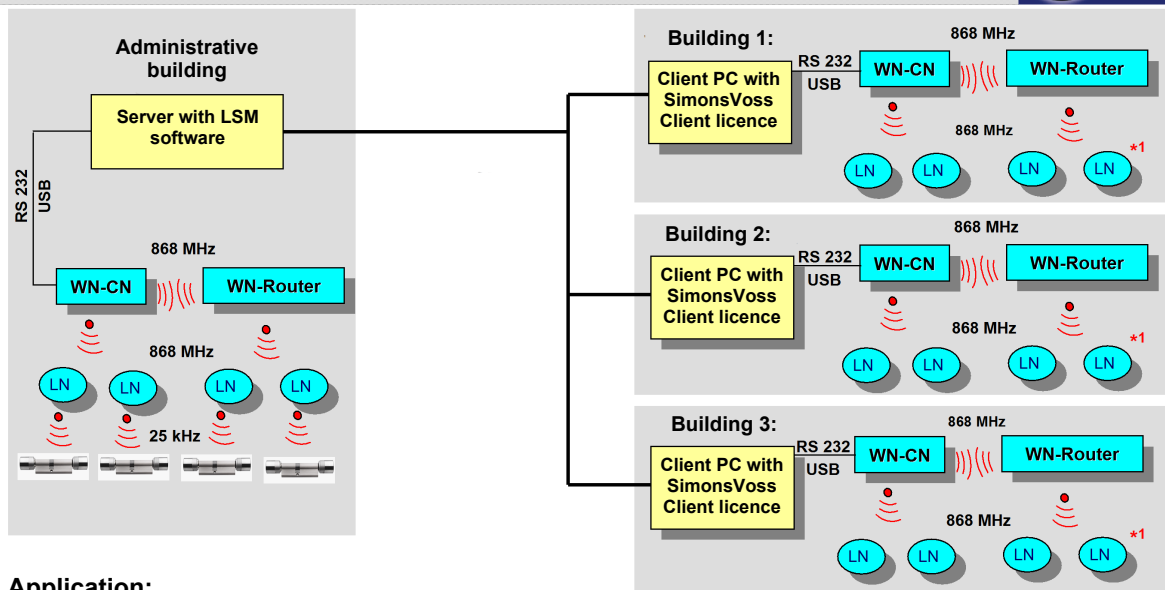 Administrative
building
Server with LSM
software
RS 232
USB
868 MHz
WN-CN
WN-Router
868 MHz
LN
LN
LN
LN
25 kHz
Building 1:
868 MHz
Client PC with
SimonsVoss
Client licence
RS 232
USB
WN-CN
WN-Router
868 MHz
*1
LN
LN
LN
LN
Building 2:
868 MHz
Client PC with
SimonsVoss
Client licence
RS 232
USB
WN-CN
WN-Router
868 MHz
*1
LN
LN
LN
LN
Building 3:
868 MHz
Client PC with
SimonsVoss
Client licence
RS 232
USB
WN-CN
WN-Router
868 MHz
*1
LN
LN
LN
LN
Application: